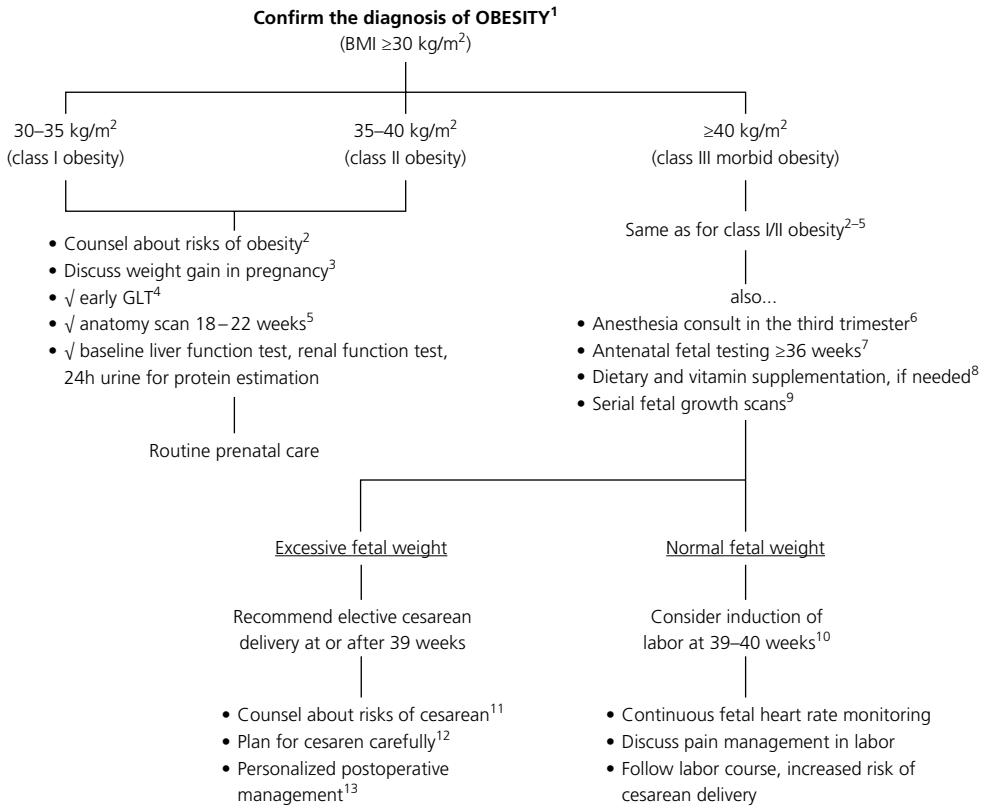 Confirm the diagnosis of OBESITY¹
(BMI ≥30 kg/m²)
30–35 kg/m²
(class I obesity)
35–40 kg/m²
(class II obesity)
≥40 kg/m²
(class III morbid obesity)
• Counsel about risks of obesity²
• Discuss weight gain in pregnancy³
• √ early GLT⁴
• √ anatomy scan 18–22 weeks⁵
• √ baseline liver function test, renal function test,
24h urine for protein estimation
Routine prenatal care
Same as for class I/II obesity²⁻⁵
also...
• Anesthesia consult in the third trimester⁶
• Antenatal fetal testing ≥36 weeks⁷
• Dietary and vitamin supplementation, if needed⁸
• Serial fetal growth scans⁹
Excessive fetal weight
Recommend elective cesarean
delivery at or after 39 weeks
• Counsel about risks of cesarean¹¹
• Plan for cesaren carefully¹²
• Personalized postoperative
management¹³
Normal fetal weight
Consider induction of
labor at 39–40 weeks¹⁰
• Continuous fetal heart rate monitoring
• Discuss pain management in labor
• Follow labor course, increased risk of
cesarean delivery